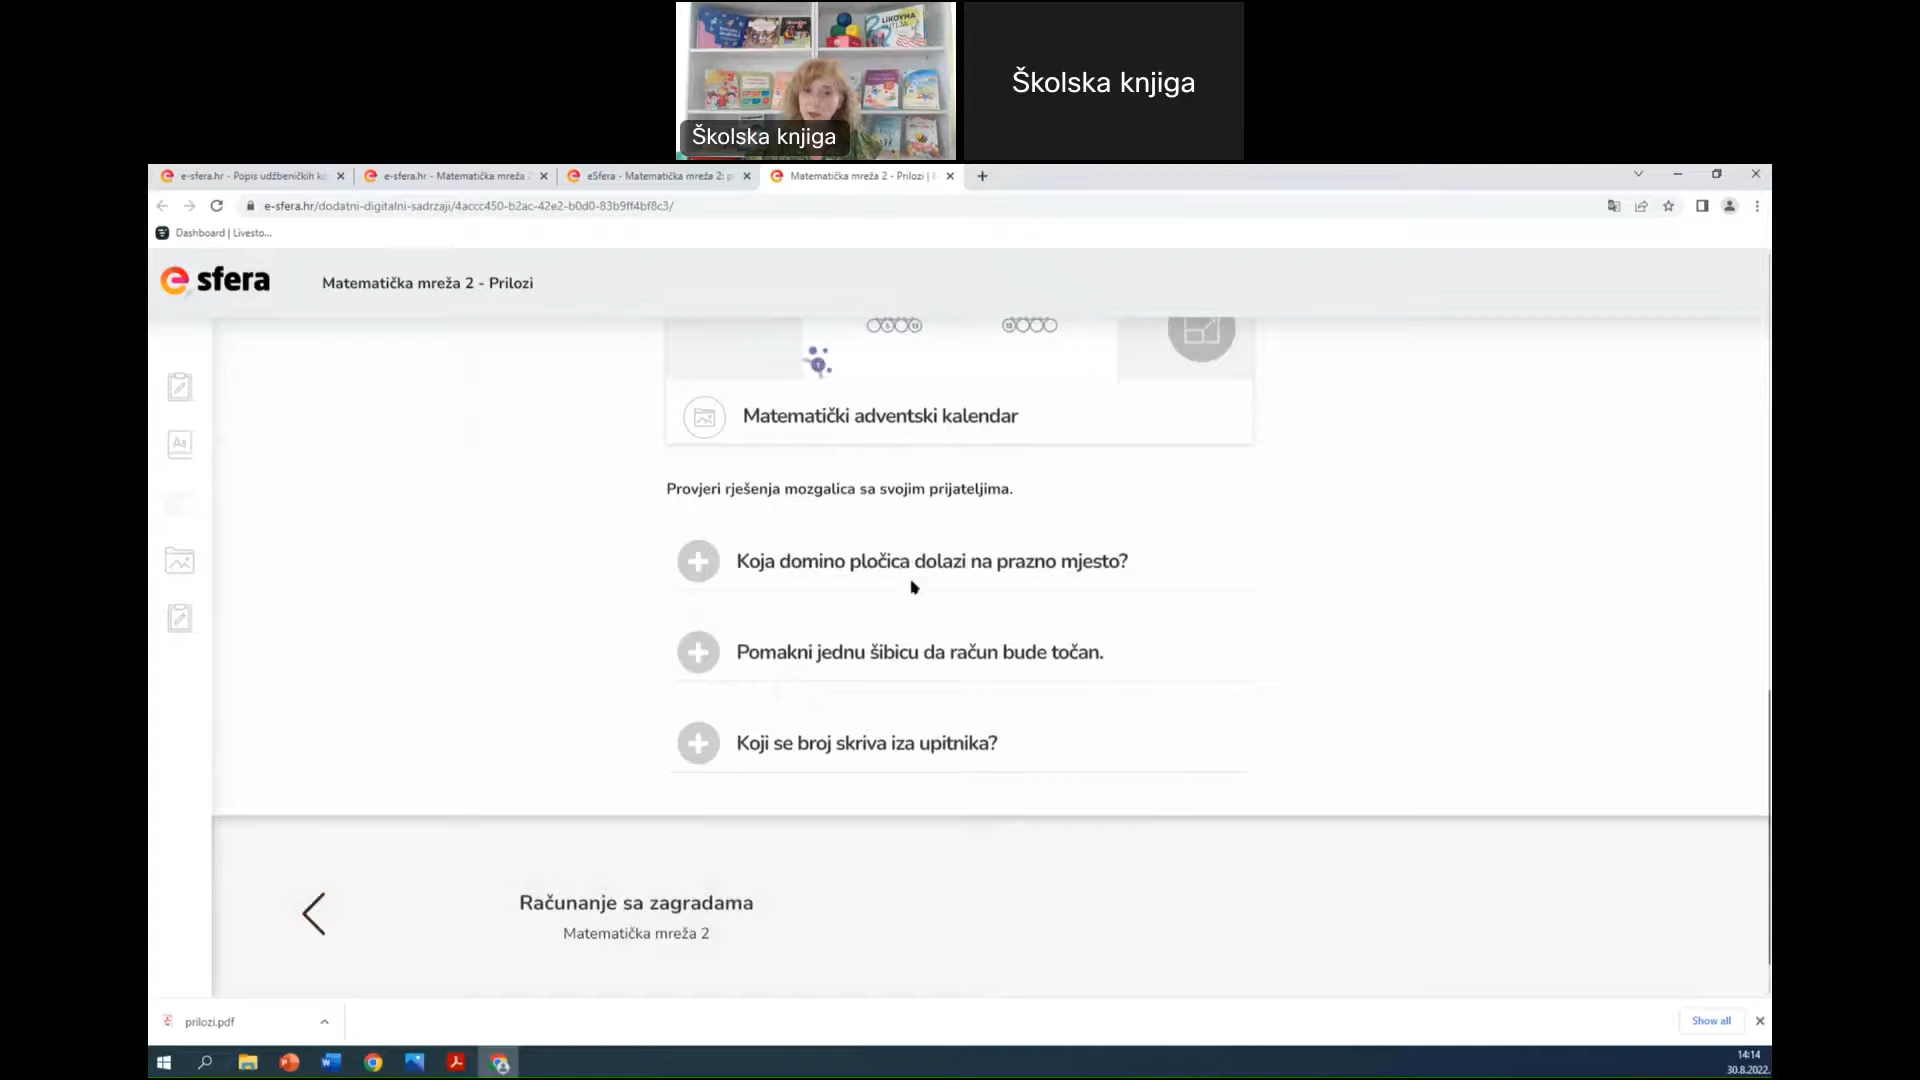 LIKOVNA
Školska knjiga
Školska knjiga
e-sfera.hr - Popis udžbeničkih ko
e-sfera.hr - Matematička mreža
eSfera - Matematička mreža 2: p
Matematička mreža 2 - Prilozi |
e-sfera.hr/dodatni-digitalni-sadrzaji/4accc450-b2ac-42e2-b0d0-83b9ff4bf8c3/
Dashboard | Livesto...
e sfera
Matematička mreža 2 - Prilozi
Matematički adventski kalendar
Provjeri rješenja mozgalica sa svojim prijateljima.
Koja domino pločica dolazi na prazno mjesto?
Pomakni jednu šibicu da račun bude točan.
Koji se broj skriva iza upitnika?
Računanje sa zagradama
Matematička mreža 2
prilozi.pdf
Show all
14:14
30.8.2022.